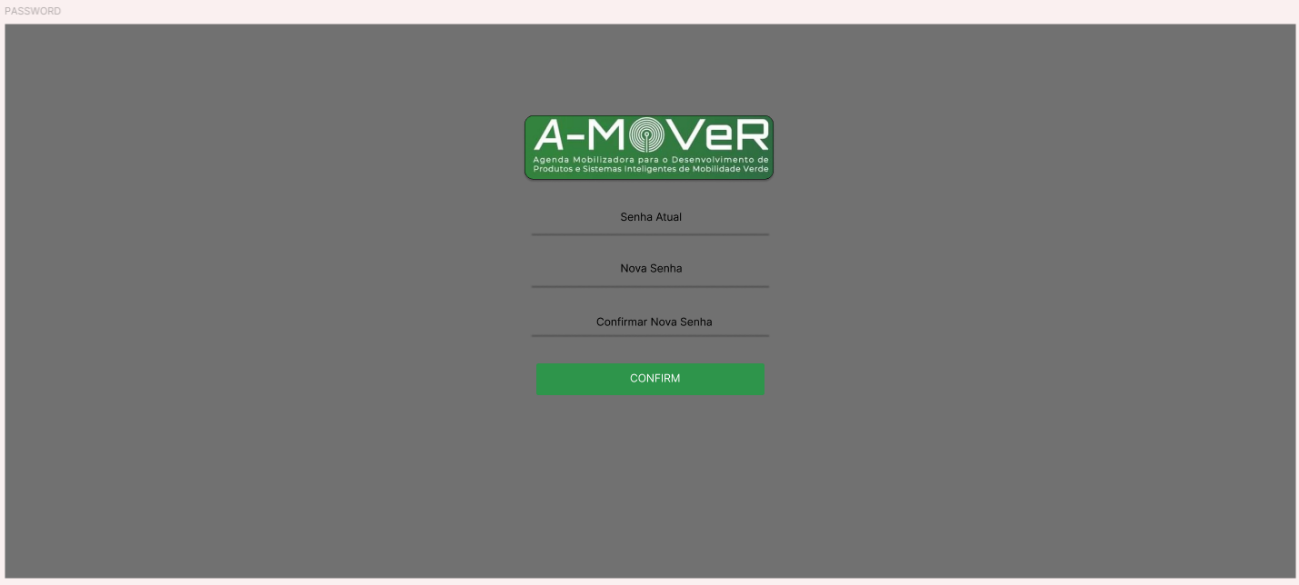 PASSWORD
A-MOVeR
Agenda Mobilizadora para o Desenvolvimento de
Produtos e Sistemas Inteligentes de Mobilidade Verde
Senha Atual
Nova Senha
Confirmar Nova Senha
CONFIRM